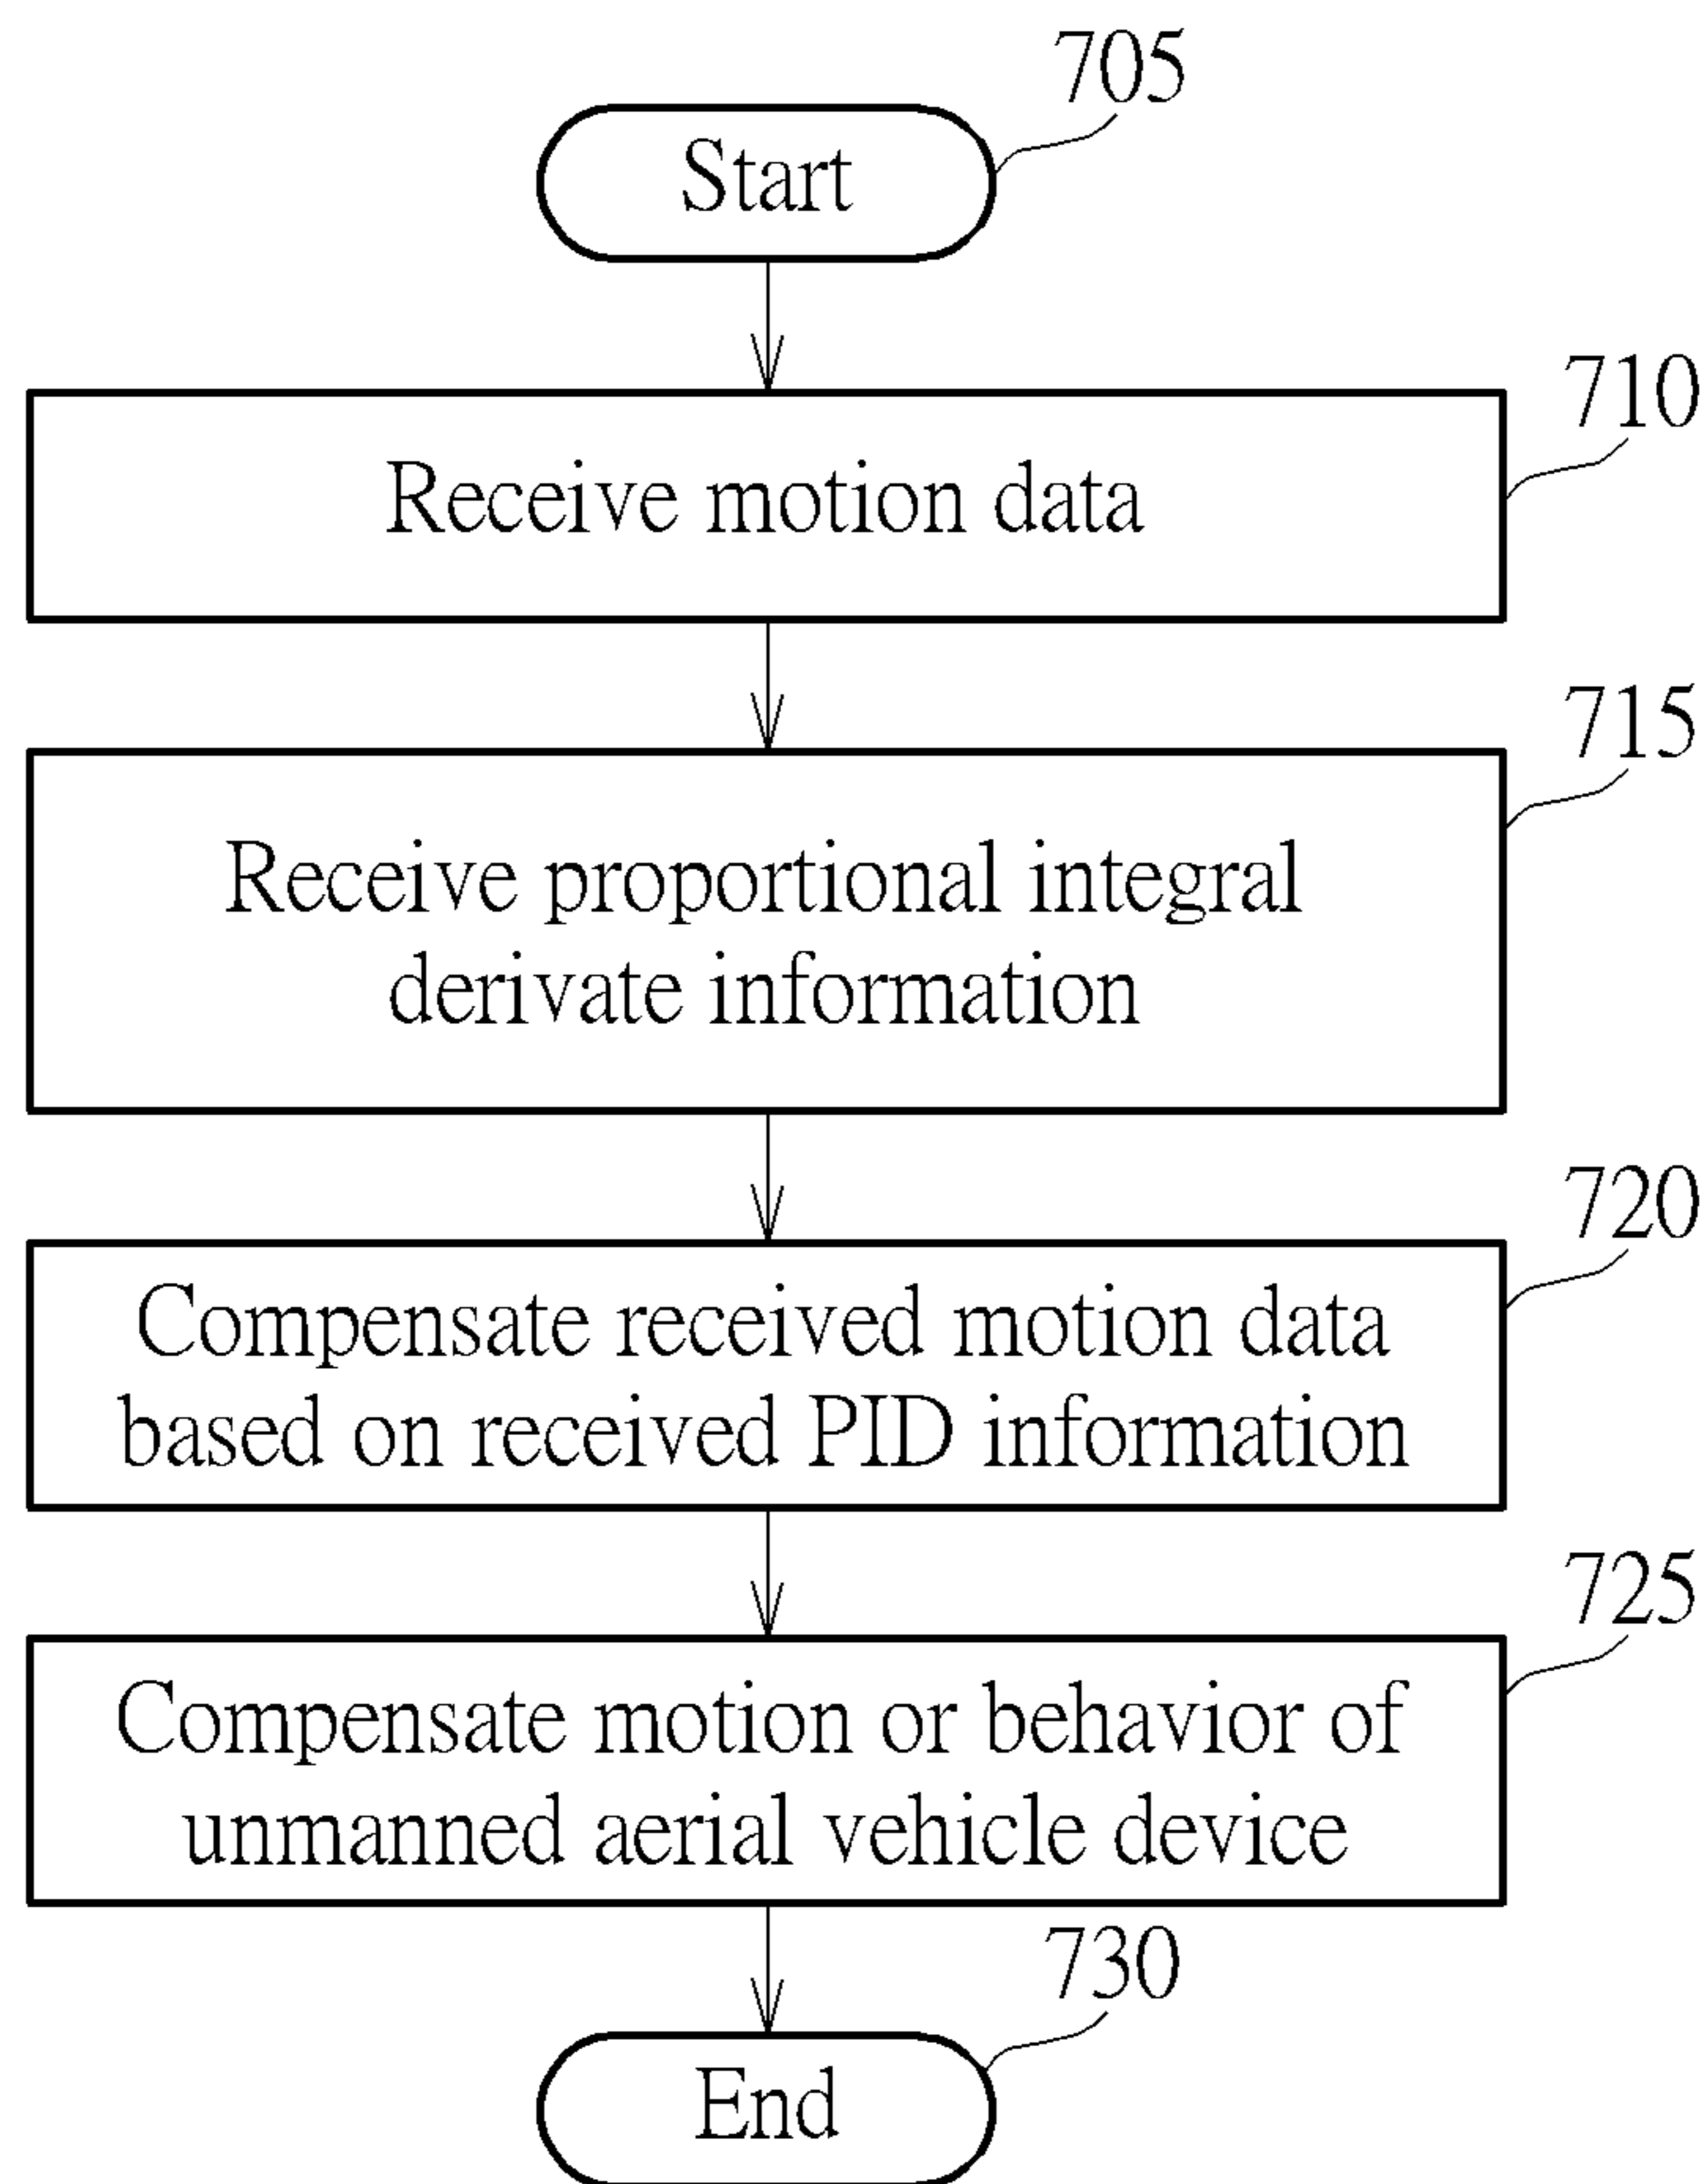 705
Start
710
Receive motion data
715
Receive proportional integral
derivate information
720
Compensate received motion data
based on received PID information
725
Compensate motion or behavior of
unmanned aerial vehicle device
730
End